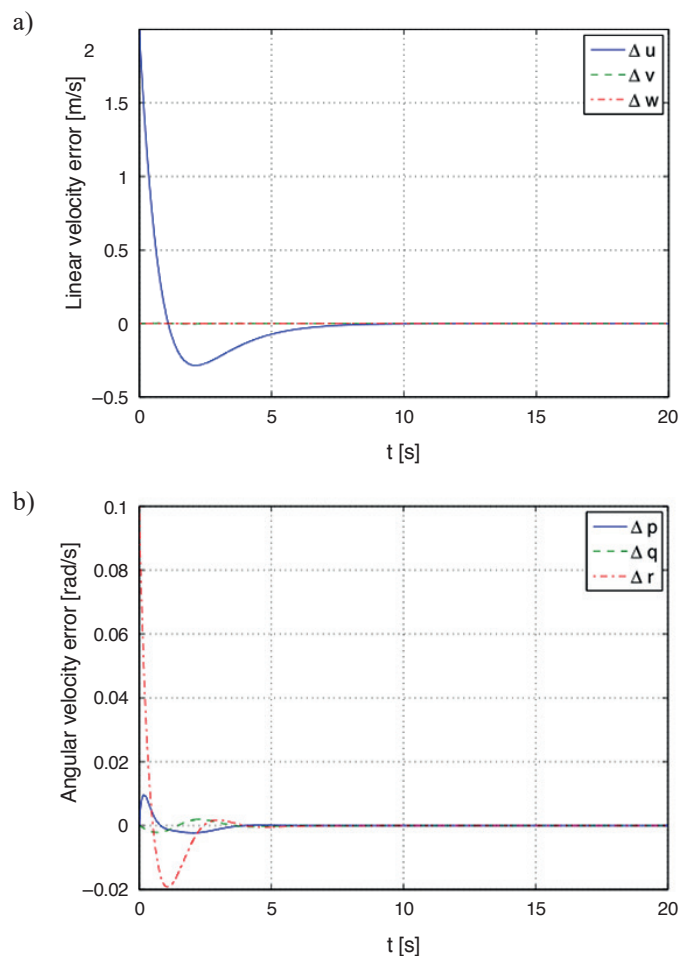 a)
Linear velocity error [m/s]
2
1.5
1
0.5
0
−0.5
Δ u
Δ v
Δ w
0 5 10 15 20
t [s]
b)
Angular velocity error [rad/s]
0.1
0.08
0.06
0.04
0.02
0
−0.02
Δ p
Δ q
Δ r
0 5 10 15 20
t [s]